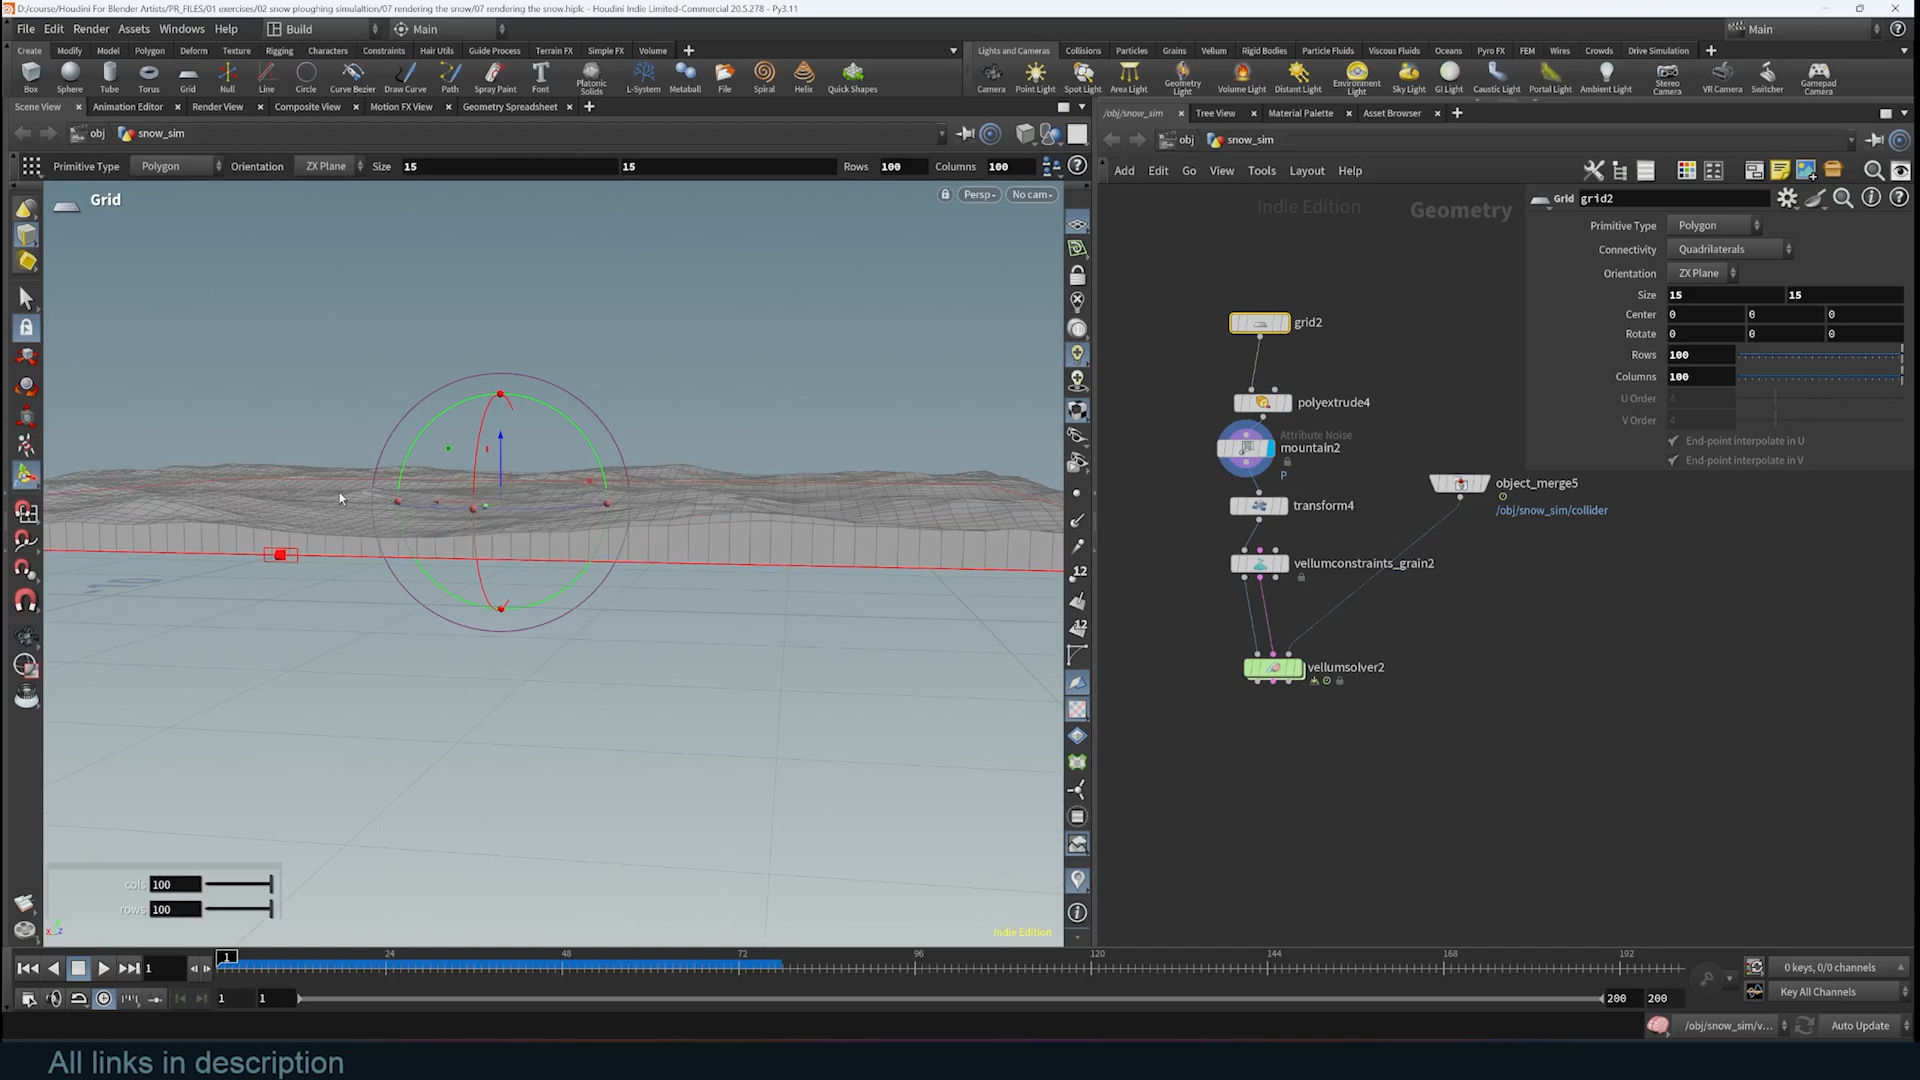 D:/course/Houdini For Blender Artists/PR_FILES/01 exercises/02 snow ploughing simulaltion/07 rendering the snow/07 rendering the snow.hiplc - Houdini Indie Limited-Commercial 20.5.278 - Py3.11
File Edit Render Assets Windows Help Build Main Main
Create Modify Model Polygon Deform Texture Rigging Characters Constraints Hair Utils Guide Process Terrain FX Simple FX Volume
Lights and Cameras Collisions Particles Grains Vellum Rigid Bodies Particle Fluids Viscous Fluids Oceans Pyro FX FEM Wires Crowds Drive Simulation
Box Sphere Tube Torus Grid Null Line Circle Curve Bezier Draw Curve Path Spray Paint Font Platonic Solids L-System Metaball File Spiral Helix Quick Shapes
Camera Point Light Spot Light Area Light Geometry Light Volume Light Distant Light Environment Light Sky Light GI Light Caustic Light Portal Light Ambient Light Stereo Camera VR Camera Switcher Gamepad Camera
Scene View Animation Editor Render View Composite View Motion FX View Geometry Spreadsheet
/obj/snow_sim Tree View Material Palette Asset Browser
obj snow_sim
obj snow_sim
Primitive Type Polygon Orientation ZX Plane Size 15 15 Rows 100 Columns 100
Add Edit Go View Tools Layout Help
Grid
Persp No cam
Indie Edition
Geometry
Grid grid2
Primitive Type Polygon
Connectivity Quadrilaterals
Orientation ZX Plane
Size 15 15
Center 0 0 0
Rotate 0 0 0
Rows 100
Columns 100
U Order 4
V Order 4
End-point interpolate in U
End-point interpolate in V
grid2
polyextrude4
Attribute Noise
mountain2
P
transform4
object_merge5
/obj/snow_sim/collider
vellumconstraints_grain2
vellumsolver2
12
12
cols 100
rows 100
Indie Edition
1 1 24 48 72 96 120 144 168 192
0 keys, 0/0 channels
1 1 200 200
Key All Channels
/obj/snow_sim/v... Auto Update
All links in description